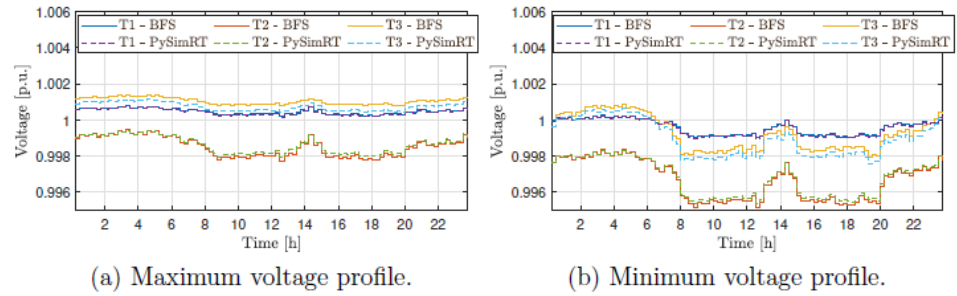 1.006
1.004
1.002
1
0.998
0.996
Voltage [p.u.]
T1 - BFS T2 - BFS T3 - BFS
T1 - PySimRT T2 - PySimRT T3 - PySimRT
2 4 6 8 10 12 14 16 18 20 22
Time [h]
(a) Maximum voltage profile.
1.006
1.004
1.002
1
0.998
0.996
Voltage [p.u.]
T1 - BFS T2 - BFS T3 - BFS
T1 - PySimRT T2 - PySimRT T3 - PySimRT
2 4 6 8 10 12 14 16 18 20 22
Time [h]
(b) Minimum voltage profile.